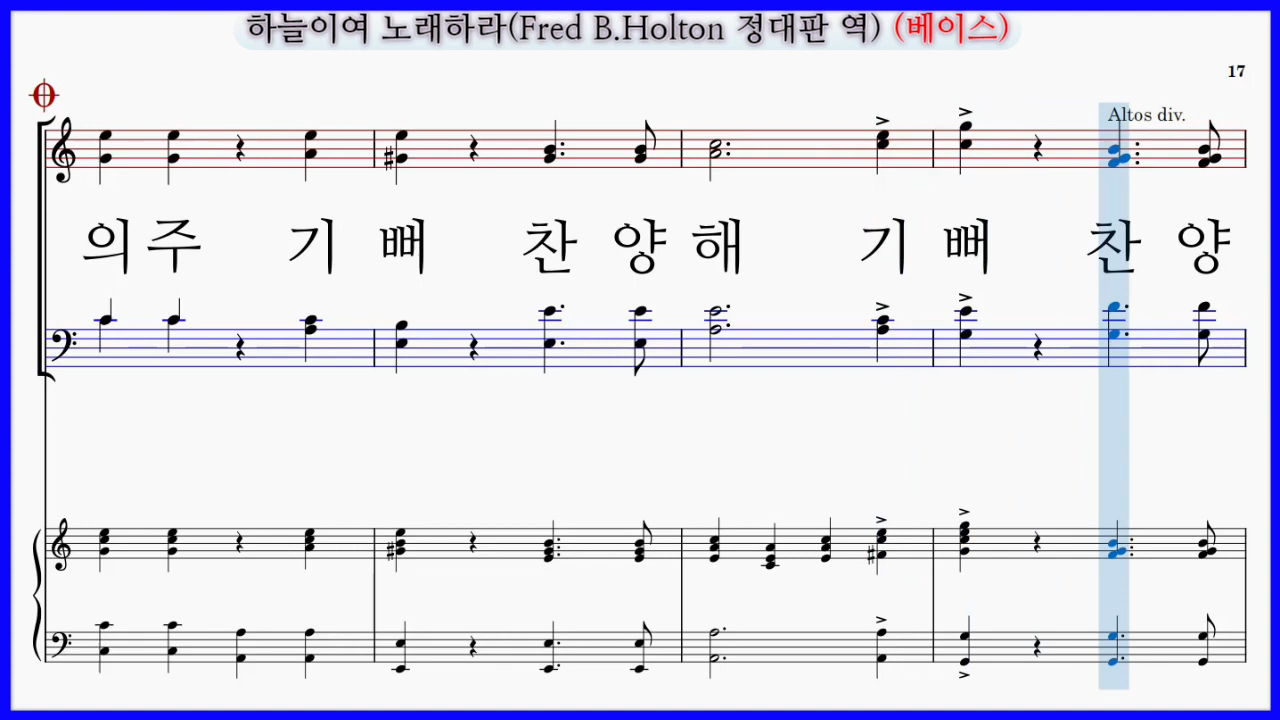 하늘이여 노래하라(Fred B.Holton 정대판 역) (베이스)
17
Altos div.
의 주 기 뻐 찬 양 해 기 뻐 찬 양